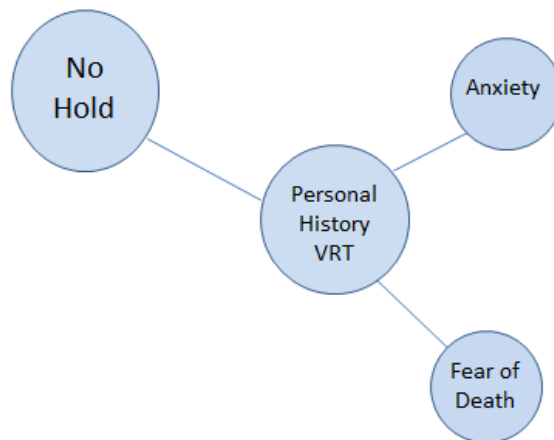 No
Hold
Anxiety
Personal
History
VRT
Fear of
Death